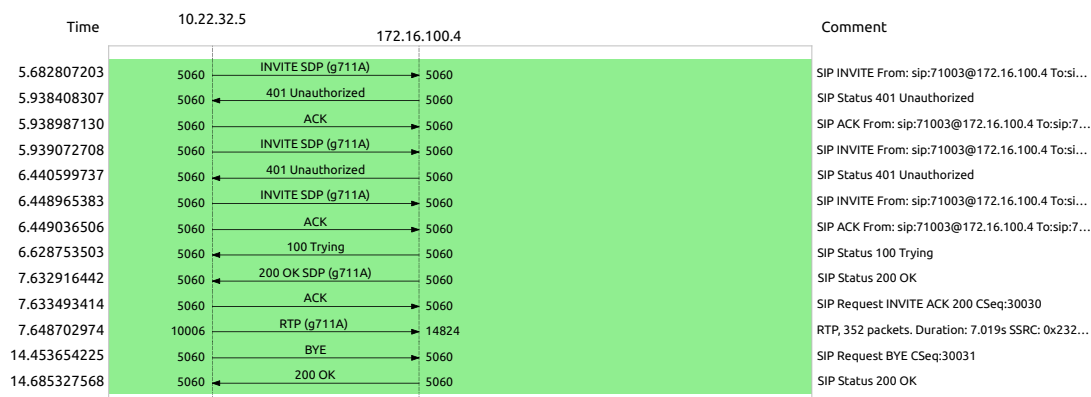 Time 10.22.32.5 172.16.100.4 Comment
5.682807203 5060 INVITE SDP (g711A) 5060 SIP INVITE From: sip:71003@172.16.100.4 To:si...
5.938408307 5060 401 Unauthorized 5060 SIP Status 401 Unauthorized
5.938987130 5060 ACK 5060 SIP ACK From: sip:71003@172.16.100.4 To:sip:7...
5.939072708 5060 INVITE SDP (g711A) 5060 SIP INVITE From: sip:71003@172.16.100.4 To:si...
6.440599737 5060 401 Unauthorized 5060 SIP Status 401 Unauthorized
6.448965383 5060 INVITE SDP (g711A) 5060 SIP INVITE From: sip:71003@172.16.100.4 To:si...
6.449036506 5060 ACK 5060 SIP ACK From: sip:71003@172.16.100.4 To:sip:7...
6.628753503 5060 100 Trying 5060 SIP Status 100 Trying
7.632916442 5060 200 OK SDP (g711A) 5060 SIP Status 200 OK
7.633493414 5060 ACK 5060 SIP Request INVITE ACK 200 CSeq:30030
7.648702974 10006 RTP (g711A) 14824 RTP, 352 packets. Duration: 7.019s SSRC: 0x232...
14.453654225 5060 BYE 5060 SIP Request BYE CSeq:30031
14.685327568 5060 200 OK 5060 SIP Status 200 OK